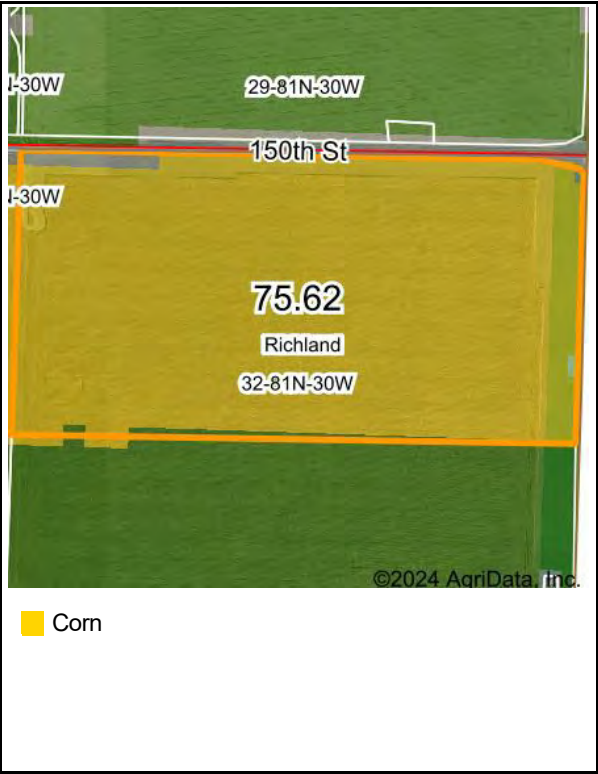 N-30W
29-81N-30W
150th St
N-30W
75.62
Richland
32-81N-30W
©2024 AgriData, Inc.
Corn